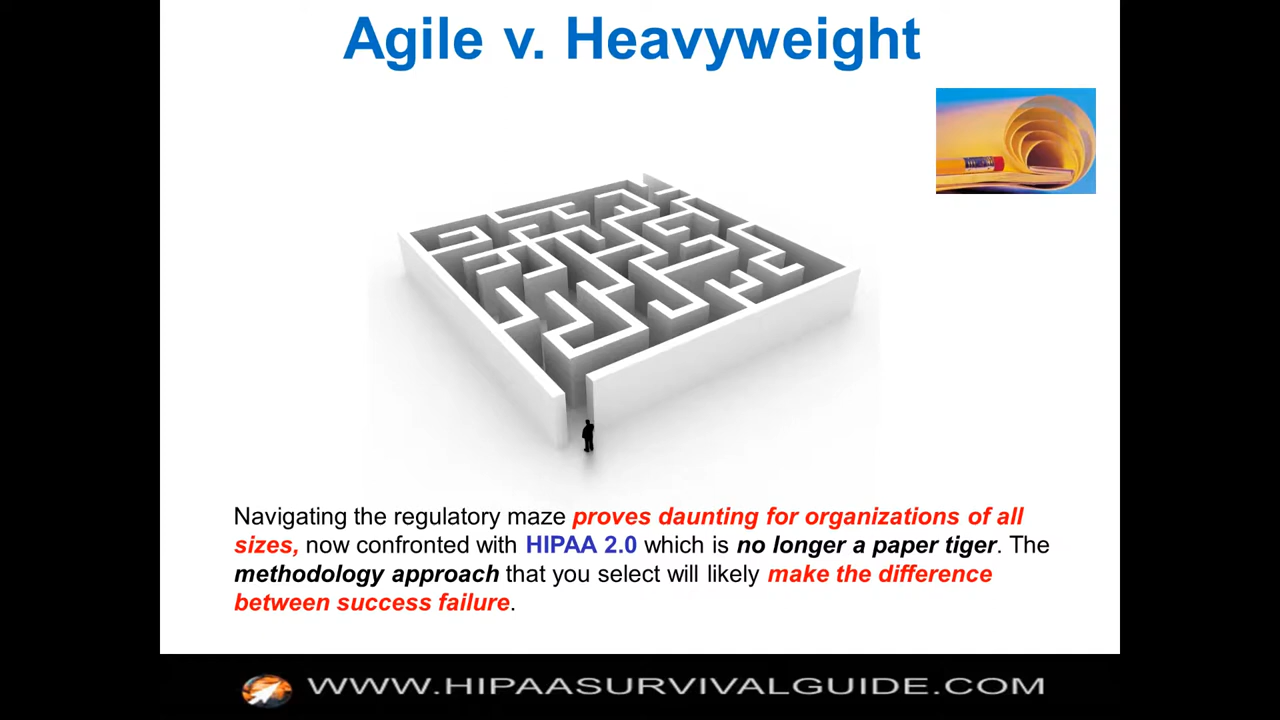 Agile v. Heavyweight
Navigating the regulatory maze proves daunting for organizations of all
sizes, now confronted with HIPAA 2.0 which is no longer a paper tiger. The
methodology approach that you select will likely make the difference
between success failure.
WWW.HIPAASURVIVALGUIDE.COM